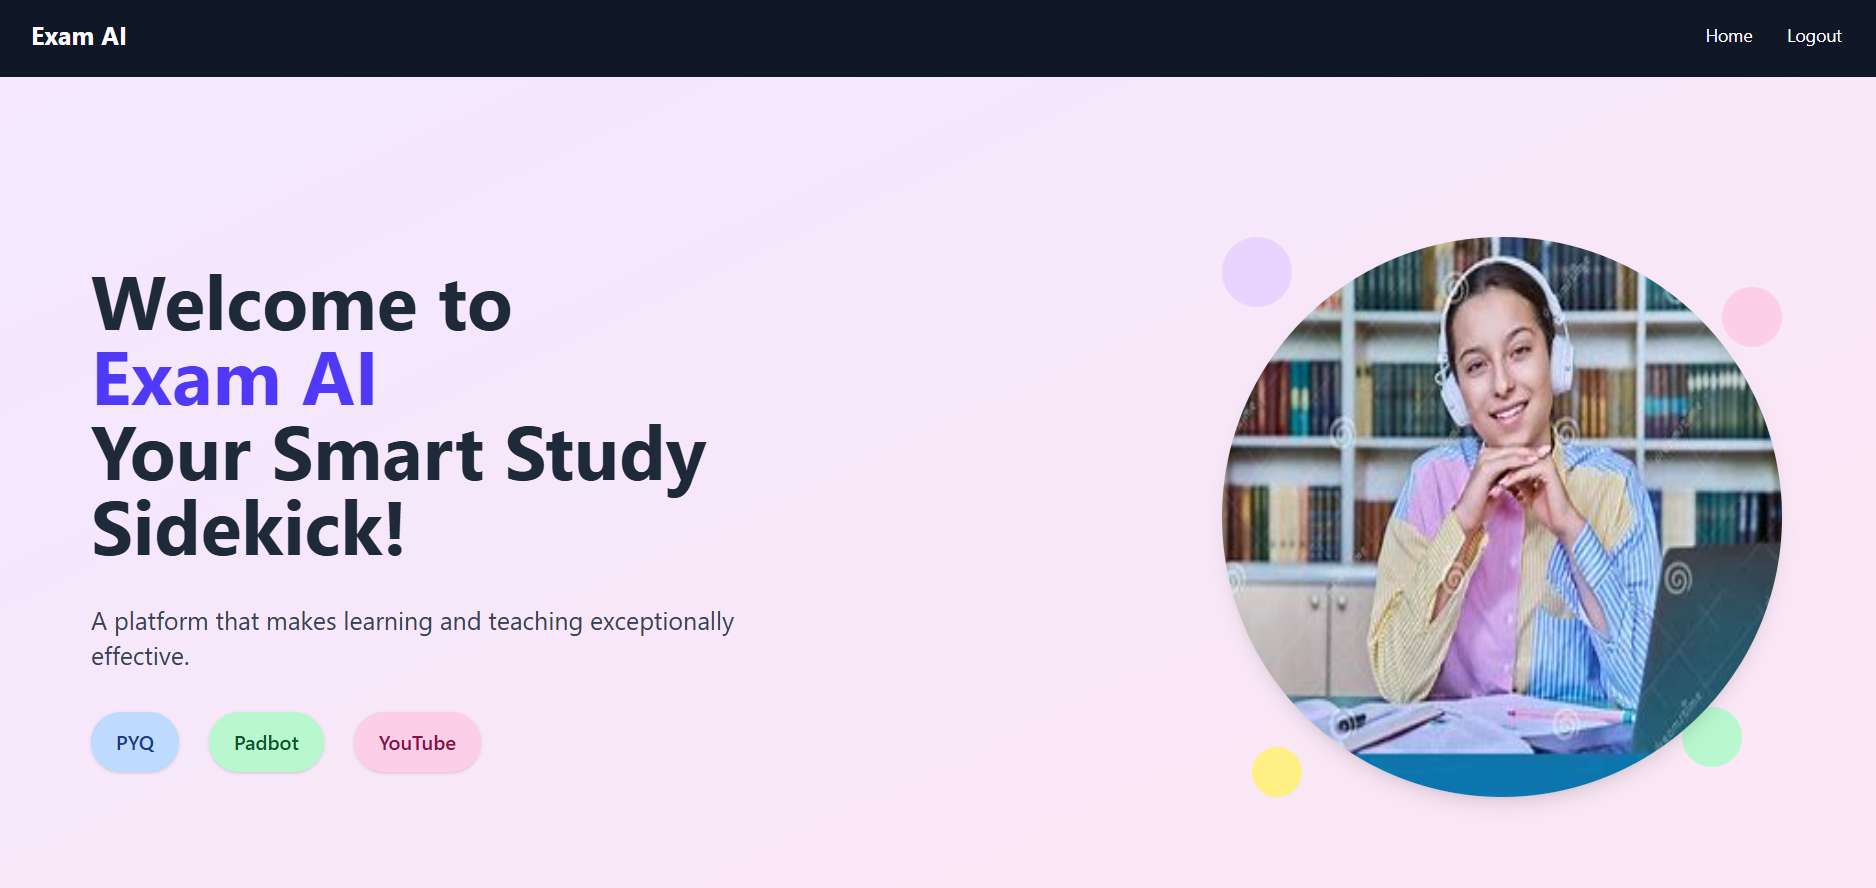 Exam AI
Home Logout
Welcome to
Exam AI
Your Smart Study
Sidekick!
A platform that makes learning and teaching exceptionally
effective.
PYQ Padbot YouTube